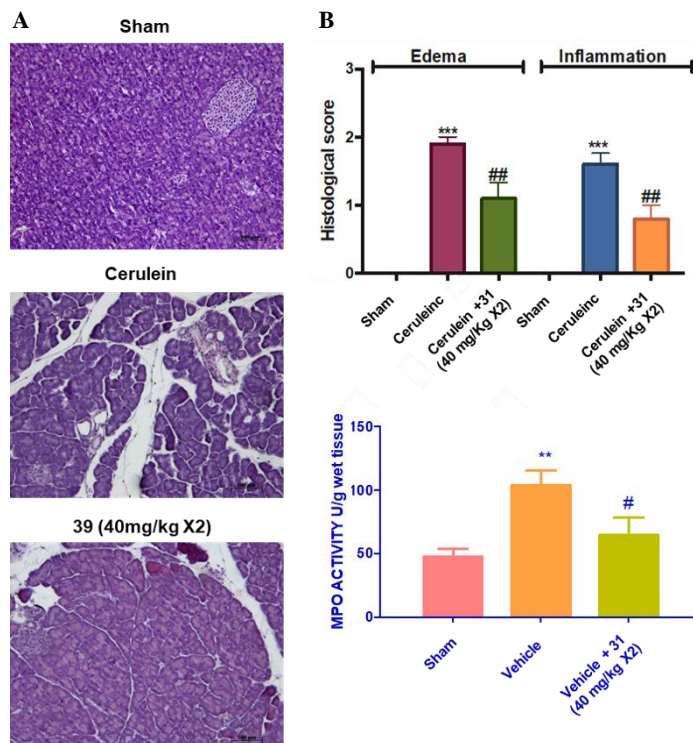 A
Sham
Cerulein
39 (40mg/kg X2)
B
Edema
Inflammation
Histological score
3
2
1
0
***
##
***
##
Sham
Ceruleinc
Cerulein +31
(40 mg/Kg X2)
Sham
Ceruleinc
Cerulein +31
(40 mg/Kg X2)
MPO ACTIVITY U/g wet tissue
150
100
50
0
**
#
Sham
Vehicle
Vehicle + 31
(40 mg/kg X2)